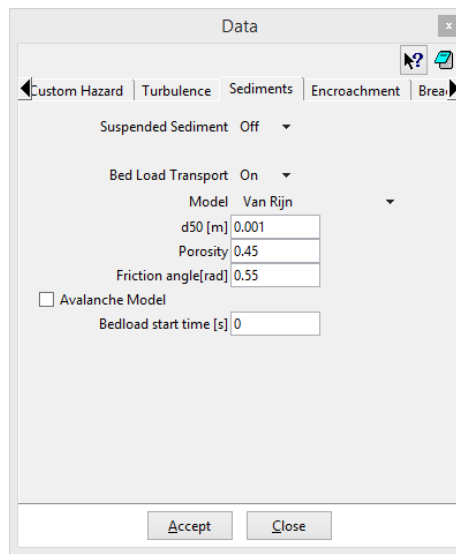 Data
x
?
Custom Hazard Turbulence Sediments Encroachment Brea
Suspended Sediment Off
Bed Load Transport On
Model Van Rijn
d50 [m] 0.001
Porosity 0.45
Friction angle[rad] 0.55
Avalanche Model
Bedload start time [s] 0
Accept Close